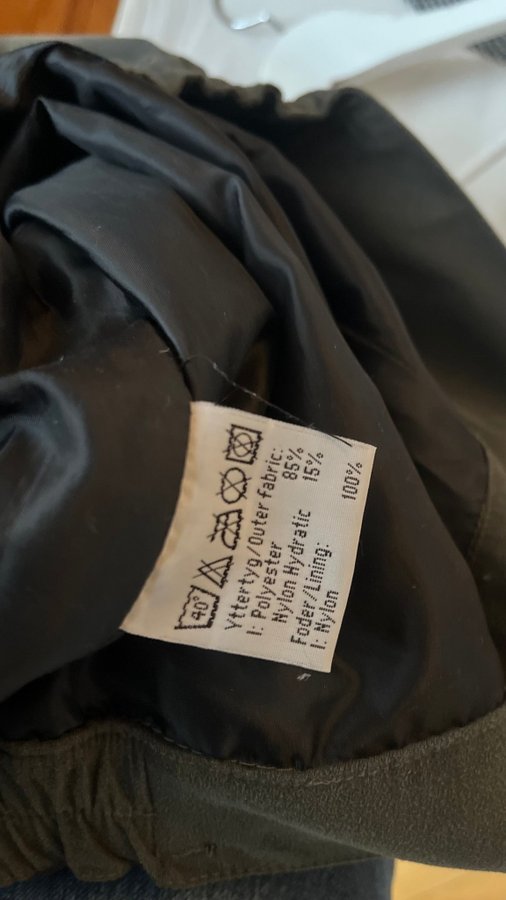 40°
Yttertyg/Outer fabric:
I: Polyester 85%
Nylon Hydratic 15%
Foder/Lining:
I: Nylon 100%